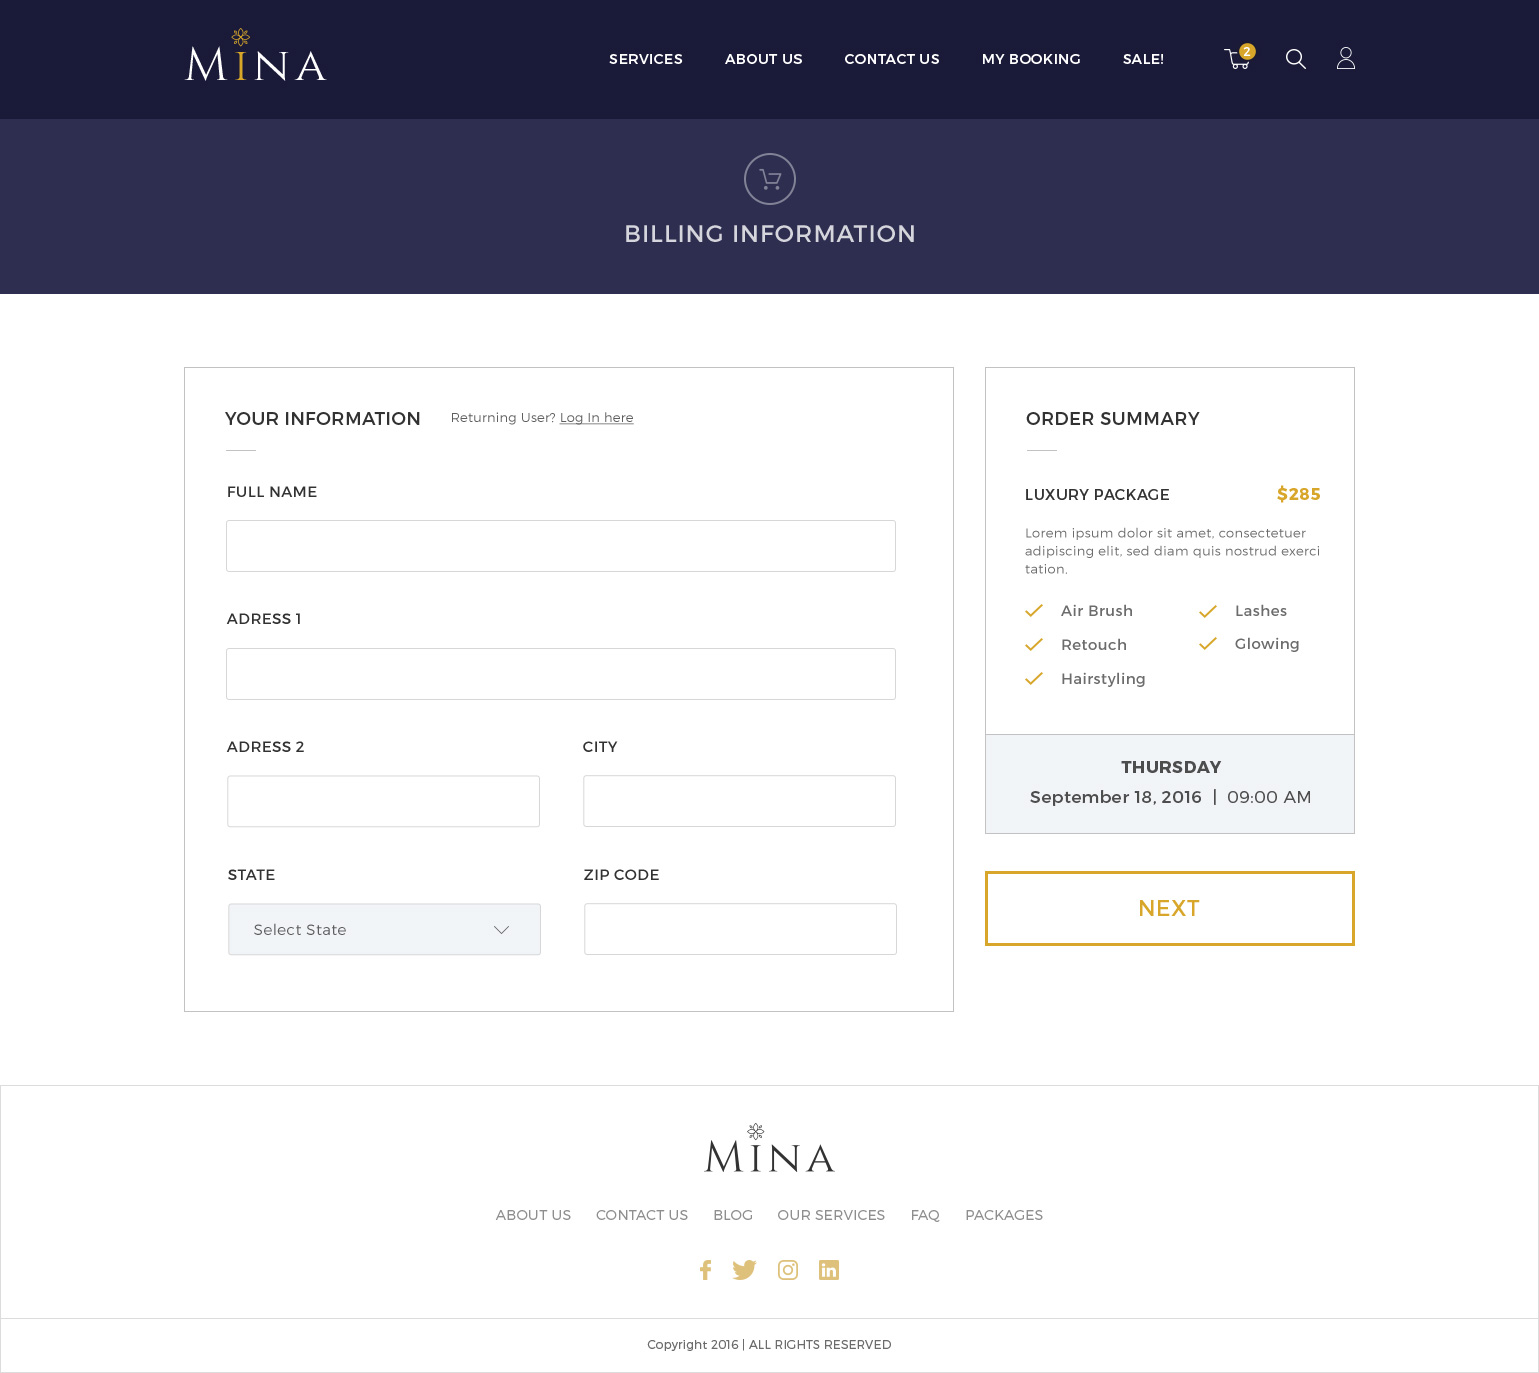 MINA
SERVICES ABOUT US CONTACT US MY BOOKING SALE! 2
BILLING INFORMATION
YOUR INFORMATION Returning User? Log In here
FULL NAME
ADRESS 1
ADRESS 2 CITY
STATE ZIP CODE
Select State
ORDER SUMMARY
LUXURY PACKAGE $285
Lorem ipsum dolor sit amet, consectetuer
adipiscing elit, sed diam quis nostrud exerci
tation.
Air Brush Lashes
Retouch Glowing
Hairstyling
THURSDAY
September 18, 2016 | 09:00 AM
NEXT
MINA
ABOUT US CONTACT US BLOG OUR SERVICES FAQ PACKAGES
Copyright 2016 | ALL RIGHTS RESERVED